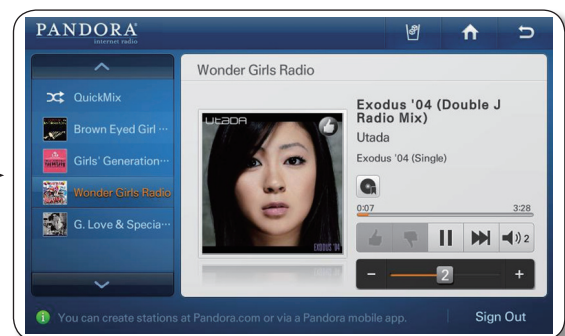 PANDORA®
internet radio
QuickMix
Brown Eyed Girl ···
Girls' Generation···
Wonder Girls Radio
G. Love & Specia···
Wonder Girls Radio
UTADA
EXODUS '04
Exodus '04 (Double J
Radio Mix)
Utada
Exodus '04 (Single)
0:07 3:28
2
- 2 +
You can create stations at Pandora.com or via a Pandora mobile app.
Sign Out